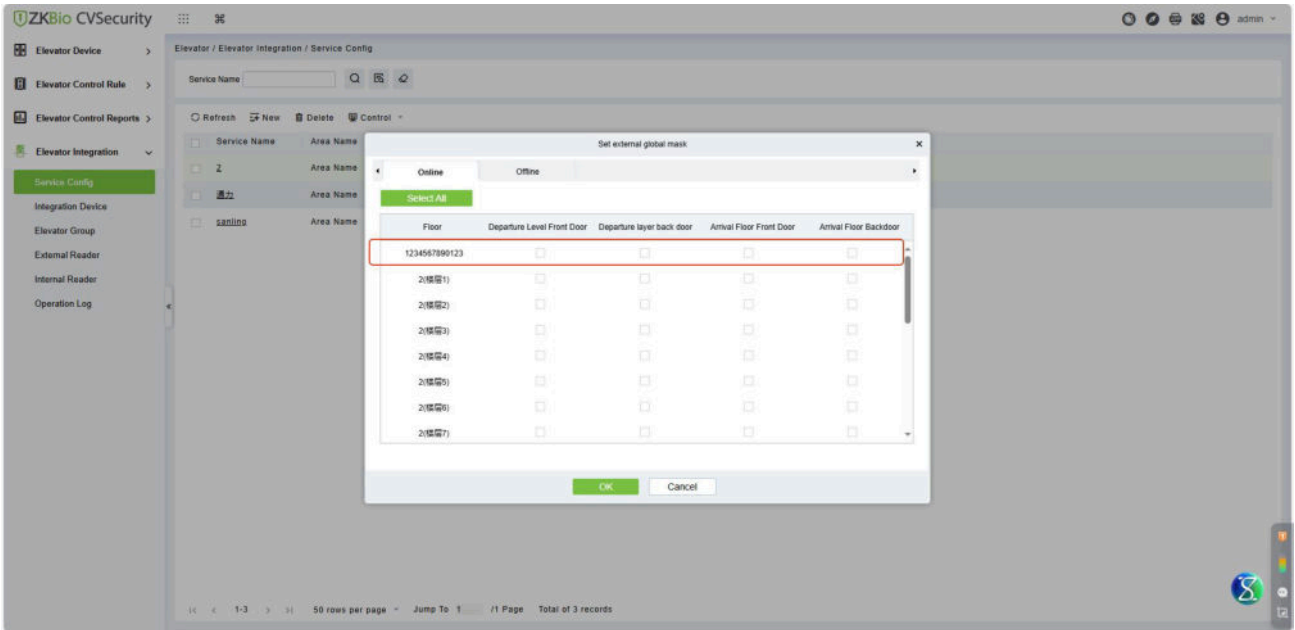 ZKBio CVSecurity
admin
Elevator Device
Elevator Control Rule
Elevator Control Reports
Elevator Integration
Service Config
Integration Device
Elevator Group
External Reader
Internal Reader
Operation Log
Elevator / Elevator Integration / Service Config
Service Name
Refresh New Delete Control
Service Name Area Name
2 Area Name
通力 Area Name
sanling Area Name
Set external global mask
Online Offline
Select All
Floor Departure Level Front Door Departure layer back door Arrival Floor Front Door Arrival Floor Backdoor
1234567890123
2(楼层1)
2(楼层2)
2(楼层3)
2(楼层4)
2(楼层5)
2(楼层6)
2(楼层7)
OK Cancel
1-3 50 rows per page Jump To 1 /1 Page Total of 3 records